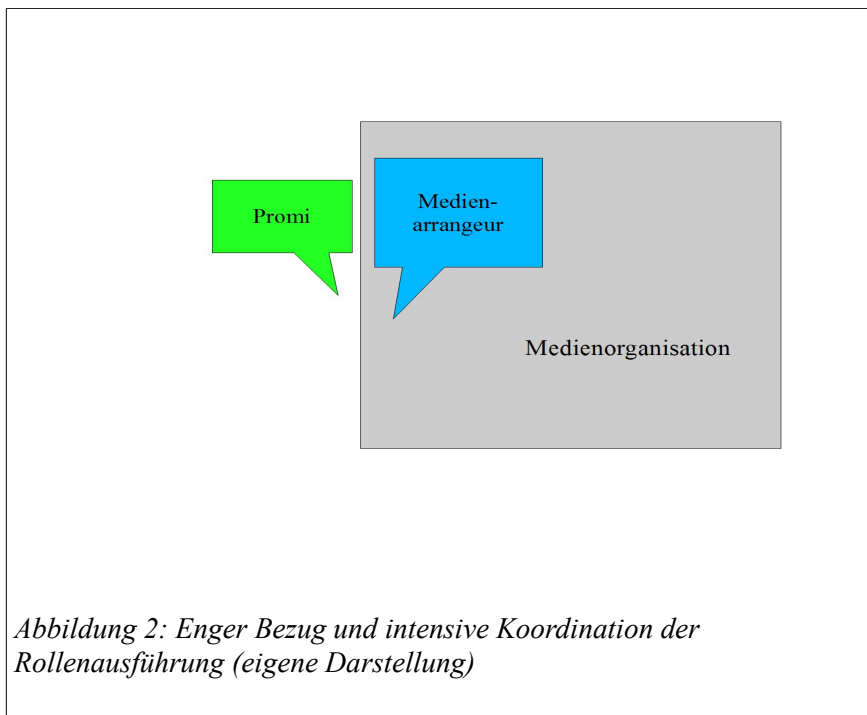 Promi
Medien-
arrangeur
Medienorganisation
Abbildung 2: Enger Bezug und intensive Koordination der
Rollenausführung (eigene Darstellung)